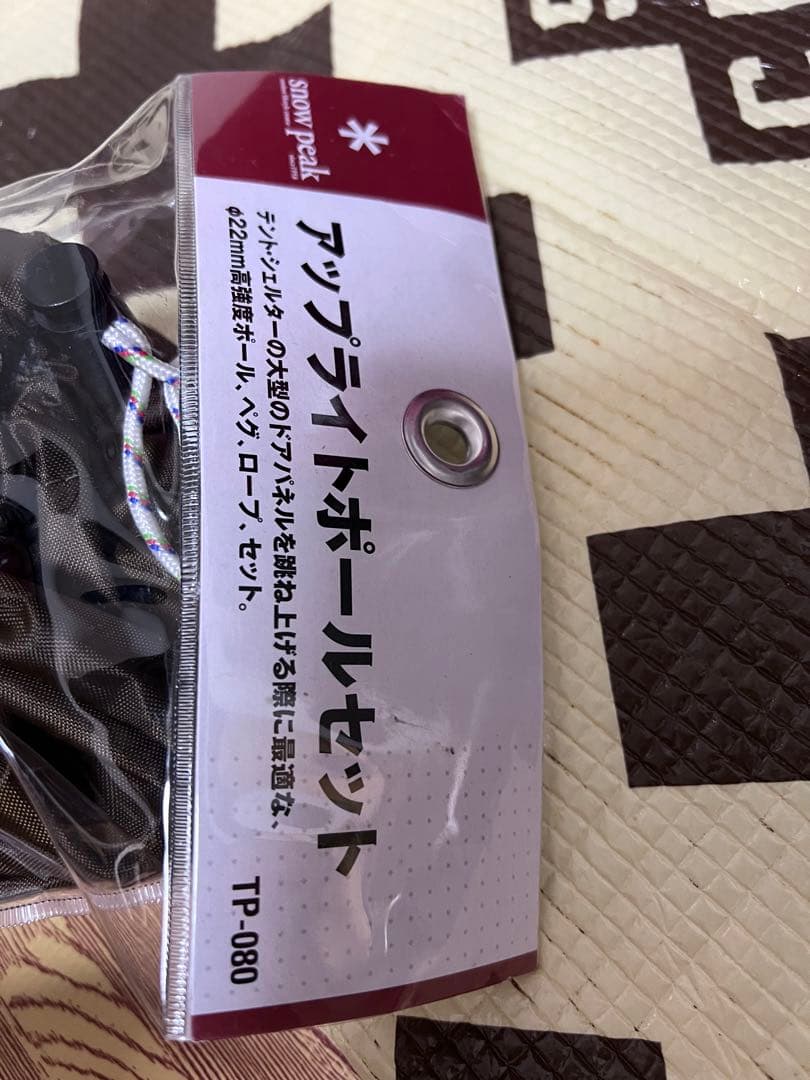 snow peak
アップライトポールセット
テント・シェルターの大型のドアパネルを跳ね上げる際に最適な、
φ22mm高強度ポール、ペグ、ロープ、セット。
TP-080